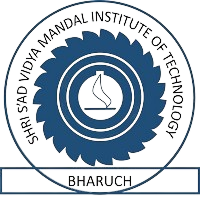 SHRI S'AD VIDYA MANDAL INSTITUTE OF TECHNOLOGY
BHARUCH